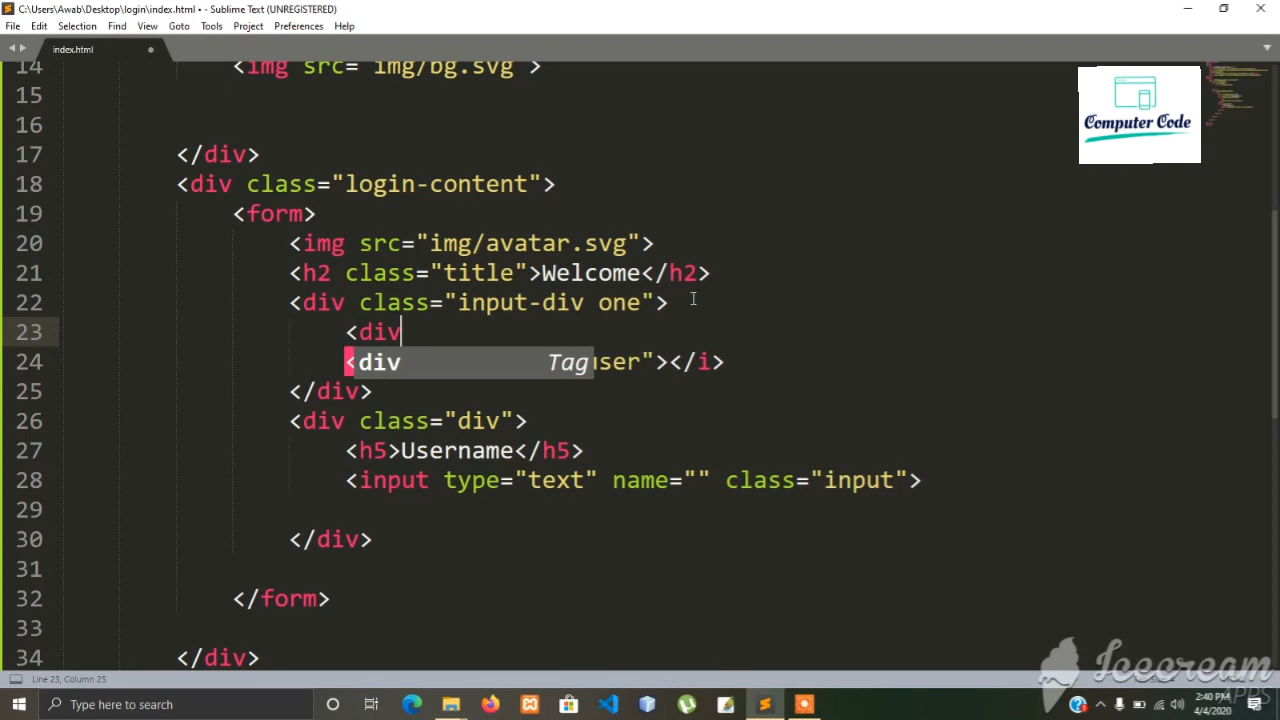 C:\Users\Awab\Desktop\login\index.html • - Sublime Text (UNREGISTERED)
File Edit Selection Find View Goto Tools Project Preferences Help
index.html
14 <img src="img/bg.svg">
15
16
17 </div>
18 <div class="login-content">
19 <form>
20 <img src="img/avatar.svg">
21 <h2 class="title">Welcome</h2>
22 <div class="input-div one">
23 <div
div Tag
24 < user"></i>
25 </div>
26 <div class="div">
27 <h5>Username</h5>
28 <input type="text" name="" class="input">
29
30 </div>
31
32 </form>
33
34 </div>
Computer Code
Line 23, Column 25
Icecream
APPS
Type here to search
2:40 PM
4/4/2020